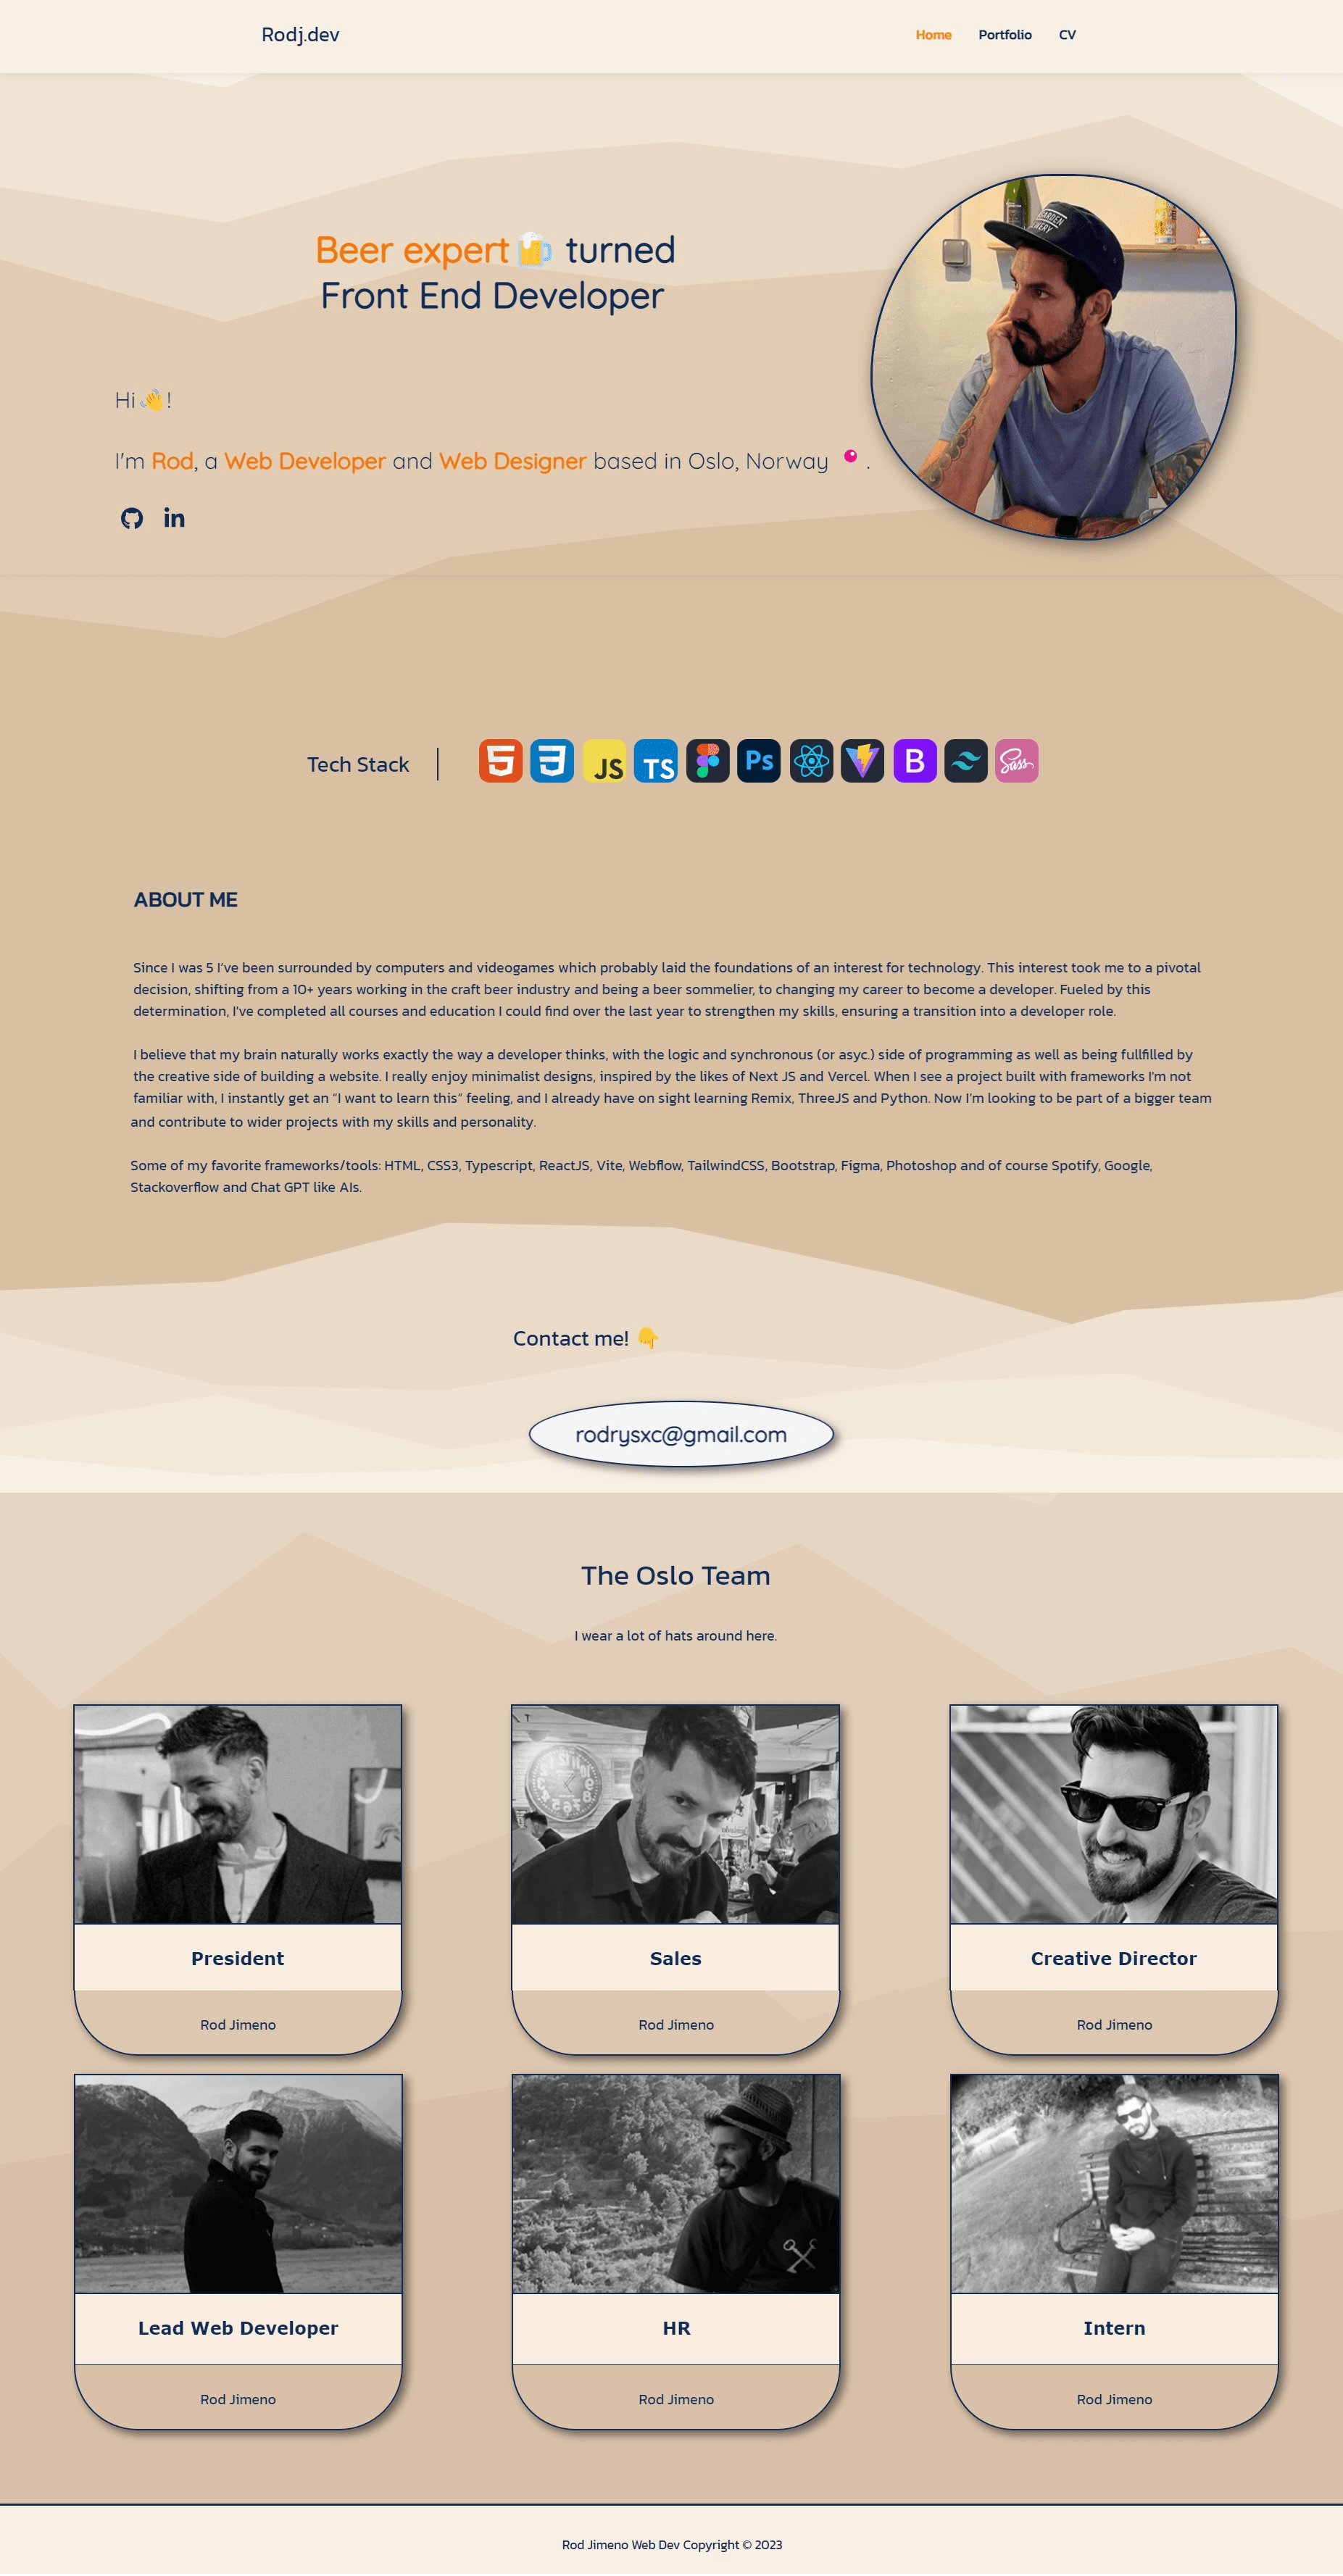 Rodj.dev
Home Portfolio CV
Beer expert🍺 turned
Front End Developer
Hi 👋!
I'm Rod, a Web Developer and Web Designer based in Oslo, Norway .
Tech Stack
JS TS Ps B Sass
ABOUT ME
Since I was 5 I've been surrounded by computers and videogames which probably laid the foundations of an interest for technology. This interest took me to a pivotal
decision, shifting from a 10+ years working in the craft beer industry and being a beer sommelier, to changing my career to become a developer. Fueled by this
determination, I've completed all courses and education I could find over the last year to strengthen my skills, ensuring a transition into a developer role.
I believe that my brain naturally works exactly the way a developer thinks, with the logic and synchronous (or asyc.) side of programming as well as being fullfilled by
the creative side of building a website. I really enjoy minimalist designs, inspired by the likes of Next JS and Vercel. When I see a project built with frameworks I'm not
familiar with, I instantly get an “I want to learn this” feeling, and I already have on sight learning Remix, ThreeJS and Python. Now I'm looking to be part of a bigger team
and contribute to wider projects with my skills and personality.
Some of my favorite frameworks/tools: HTML, CSS3, Typescript, ReactJS, Vite, Webflow, TailwindCSS, Bootstrap, Figma, Photoshop and of course Spotify, Google,
Stackoverflow and Chat GPT like AIs.
Contact me! 👇
rodrysxc@gmail.com
The Oslo Team
I wear a lot of hats around here.
President
Sales
Creative Director
Rod Jimeno
Rod Jimeno
Rod Jimeno
Lead Web Developer
HR
Intern
Rod Jimeno
Rod Jimeno
Rod Jimeno
Rod Jimeno Web Dev Copyright © 2023